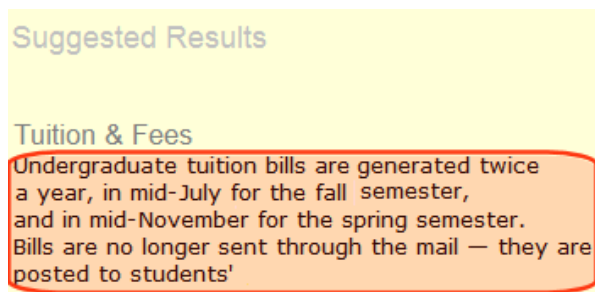 Suggested Results
Tuition & Fees
Undergraduate tuition bills are generated twice
a year, in mid-July for the fall semester,
and in mid-November for the spring semester.
Bills are no longer sent through the mail — they are
posted to students'